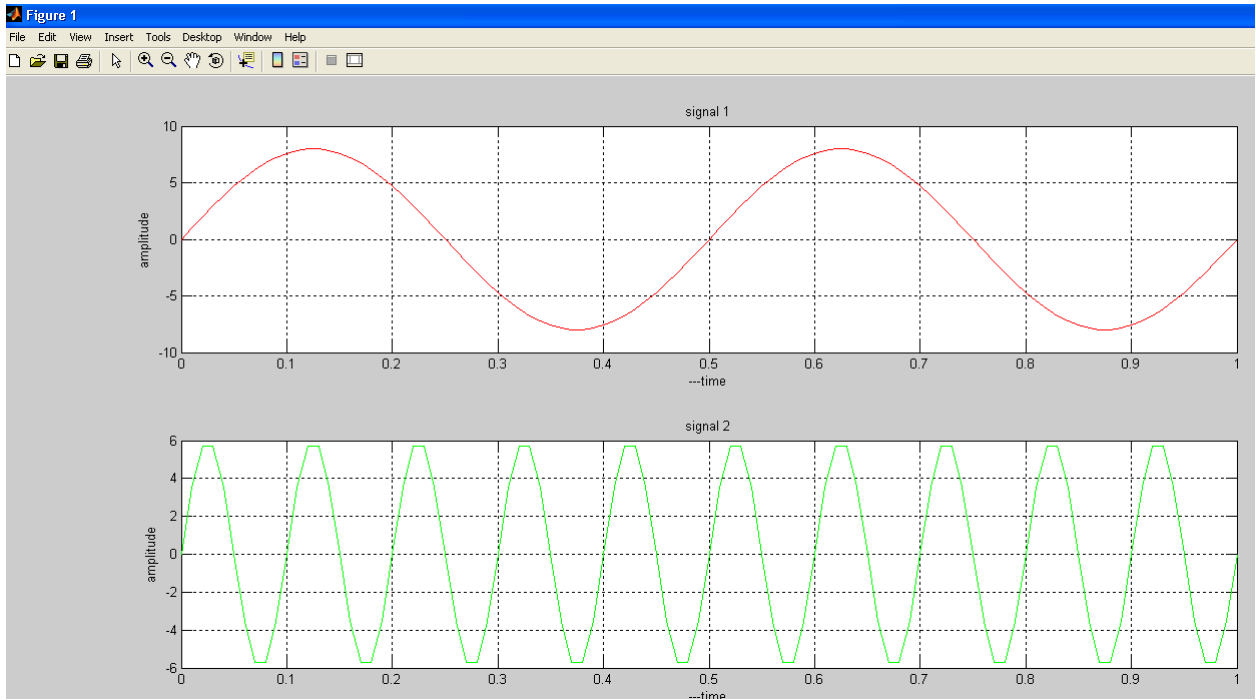 Figure 1
File Edit View Insert Tools Desktop Window Help
signal 1
10
5
0
-5
-10
amplitude
0 0.1 0.2 0.3 0.4 0.5 0.6 0.7 0.8 0.9 1
---time
signal 2
6
4
2
0
-2
-4
-6
amplitude
0 0.1 0.2 0.3 0.4 0.5 0.6 0.7 0.8 0.9 1
---time